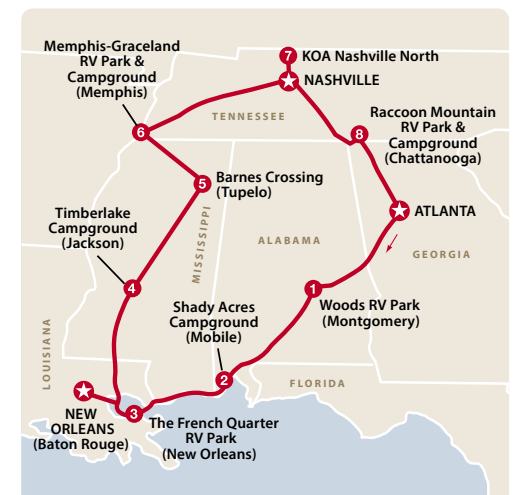 Memphis-Graceland
RV Park &
Campground
(Memphis)
7
KOA Nashville North
NASHVILLE
TENNESSEE
Raccoon Mountain
RV Park &
Campground
(Chattanooga)
6
8
5
Barnes Crossing
(Tupelo)
Timberlake
Campground
(Jackson)
ATLANTA
MISSISSIPPI
ALABAMA
GEORGIA
4
1
Shady Acres
Campground
(Mobile)
Woods RV Park
(Montgomery)
LOUISIANA
2
FLORIDA
NEW
ORLEANS
(Baton Rouge)
3
The French Quarter
RV Park
(New Orleans)